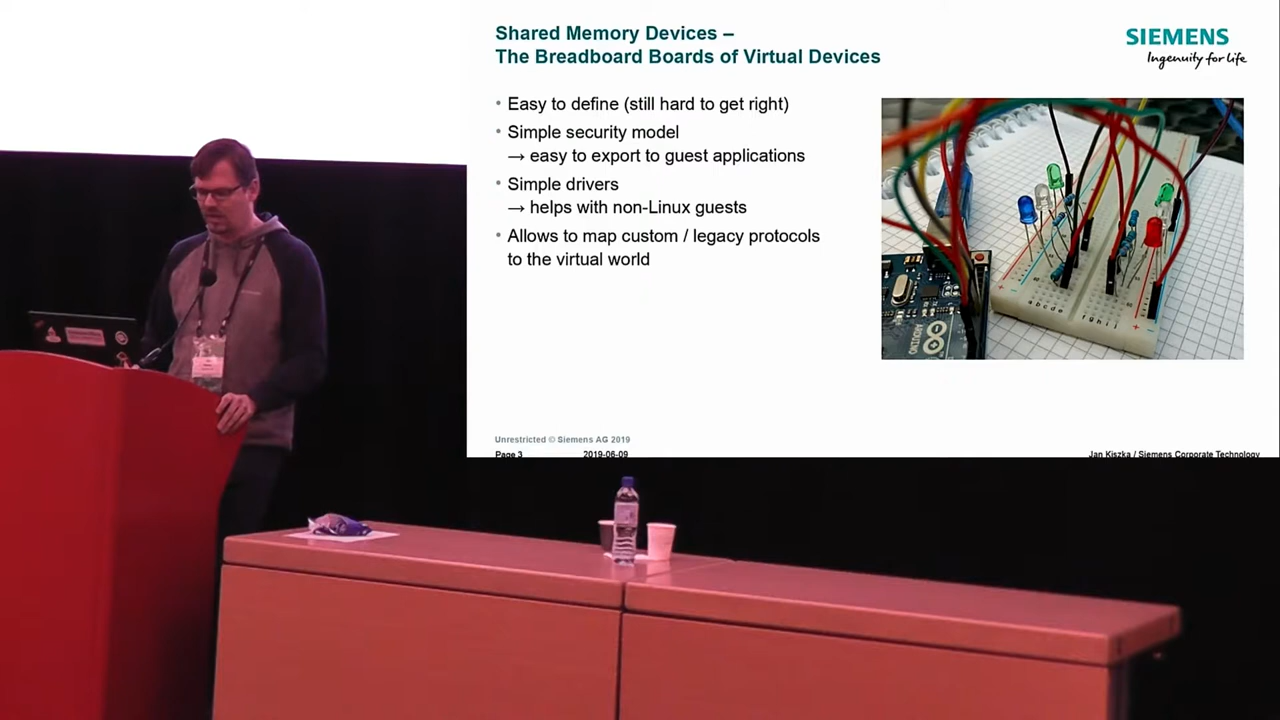 Shared Memory Devices –
The Breadboard Boards of Virtual Devices
SIEMENS
Ingenuity for life
• Easy to define (still hard to get right)
• Simple security model
→ easy to export to guest applications
• Simple drivers
→ helps with non-Linux guests
• Allows to map custom / legacy protocols
to the virtual world
ARDUINO
Unrestricted © Siemens AG 2019
Page 3
2019-06-09
Jan Kiszka / Siemens Corporate Technology